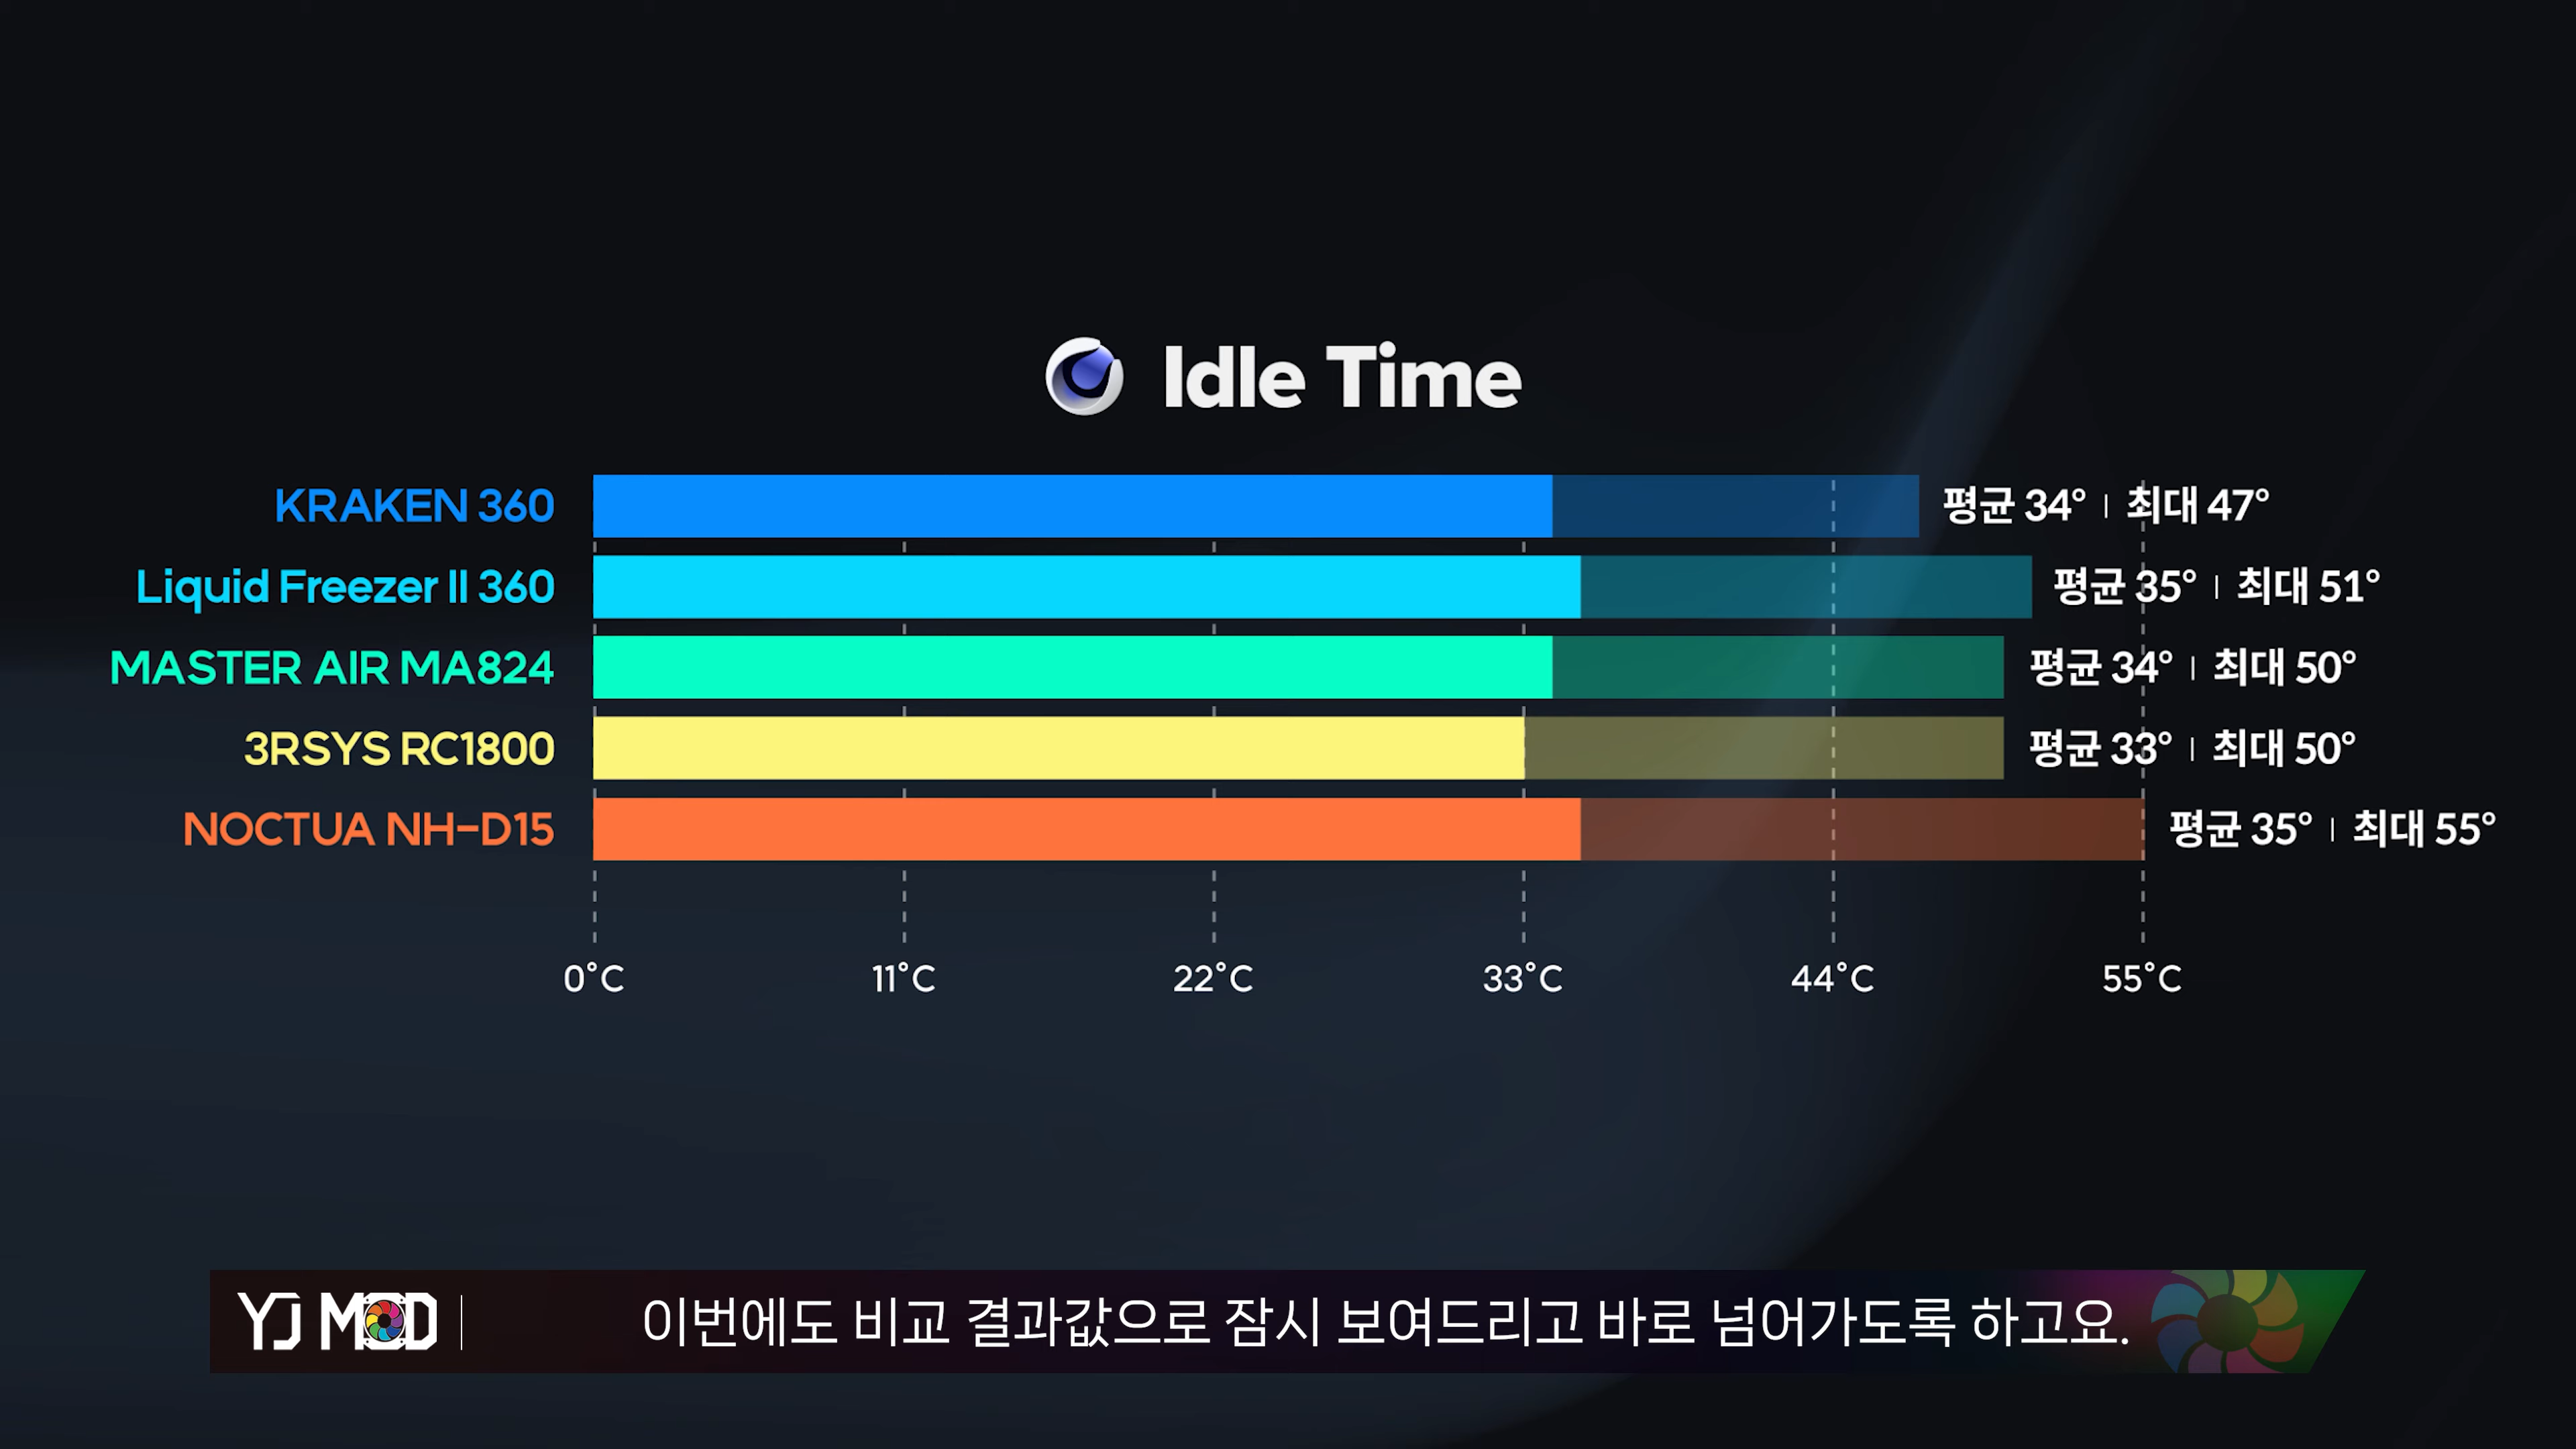 Idle Time
KRAKEN 360 평균 34° | 최대 47°
Liquid Freezer II 360 평균 35° | 최대 51°
MASTER AIR MA824 평균 34° | 최대 50°
3RSYS RC1800 평균 33° | 최대 50°
NOCTUA NH-D15 평균 35° | 최대 55°
0°C 11°C 22°C 33°C 44°C 55°C
YJ MOD | 이번에도 비교 결과값으로 잠시 보여드리고 바로 넘어가도록 하고요.